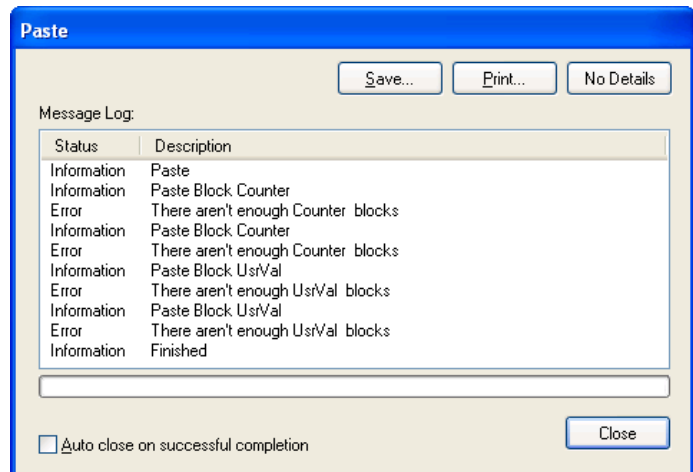 Paste
Save... Print... No Details
Message Log:
Status Description
Information Paste
Information Paste Block Counter
Error There aren't enough Counter blocks
Information Paste Block Counter
Error There aren't enough Counter blocks
Information Paste Block UsrVal
Error There aren't enough UsrVal blocks
Information Paste Block UsrVal
Error There aren't enough UsrVal blocks
Information Finished
Close
Auto close on successful completion